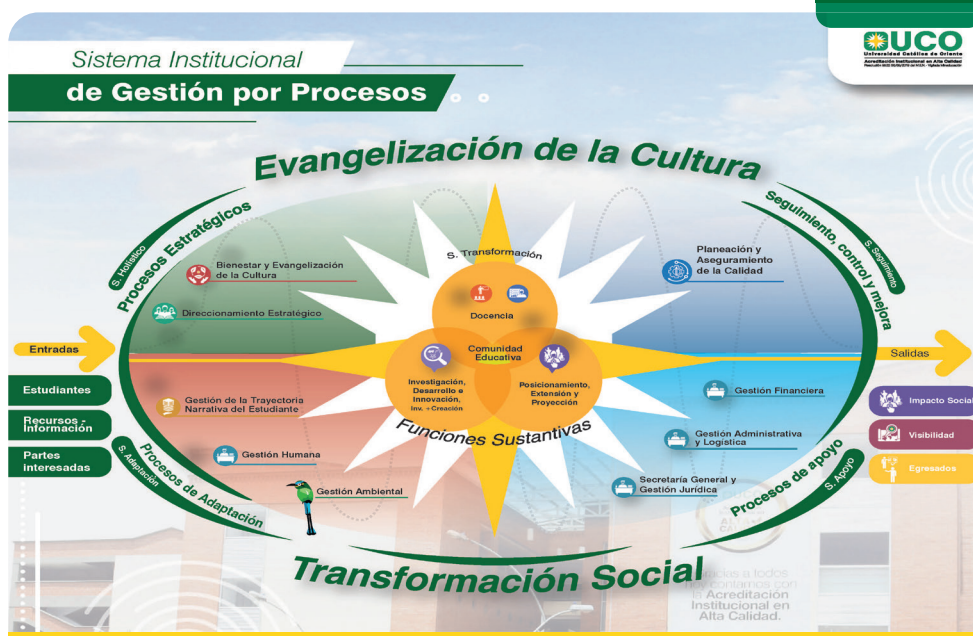 Sistema Institucional
de Gestión por Procesos
UCO
Universidad Católica de Oriente
Acreditación Institucional en Alta Calidad
Evangelización de la Cultura
S. Holístico
Procesos Estratégicos
Bienestar y Evangelización
de la Cultura
Direccionamiento Estratégico
S. Transformación
Docencia
Comunidad
Educativa
Investigación,
Desarrollo e
Innovación,
Inv. + Creación
Posicionamiento,
Extensión y
Proyección
Funciones Sustantivas
Planeación y
Aseguramiento
de la Calidad
Seguimiento, control y mejora
S. Seguimiento
Entradas
Estudiantes
Recursos -
Información
Partes
interesadas
Gestión de la Trayectoria
Narrativa del Estudiante
Gestión Humana
Gestión Ambiental
Procesos de Adaptación
S. Adaptación
Gestión Financiera
Gestión Administrativa
y Logística
Secretaría General y
Gestión Jurídica
Procesos de apoyo
S. Apoyo
Salidas
Impacto Social
Visibilidad
Egresados
Transformación Social
a todos
contamos con
la Acreditación
Institucional en
Alta Calidad.